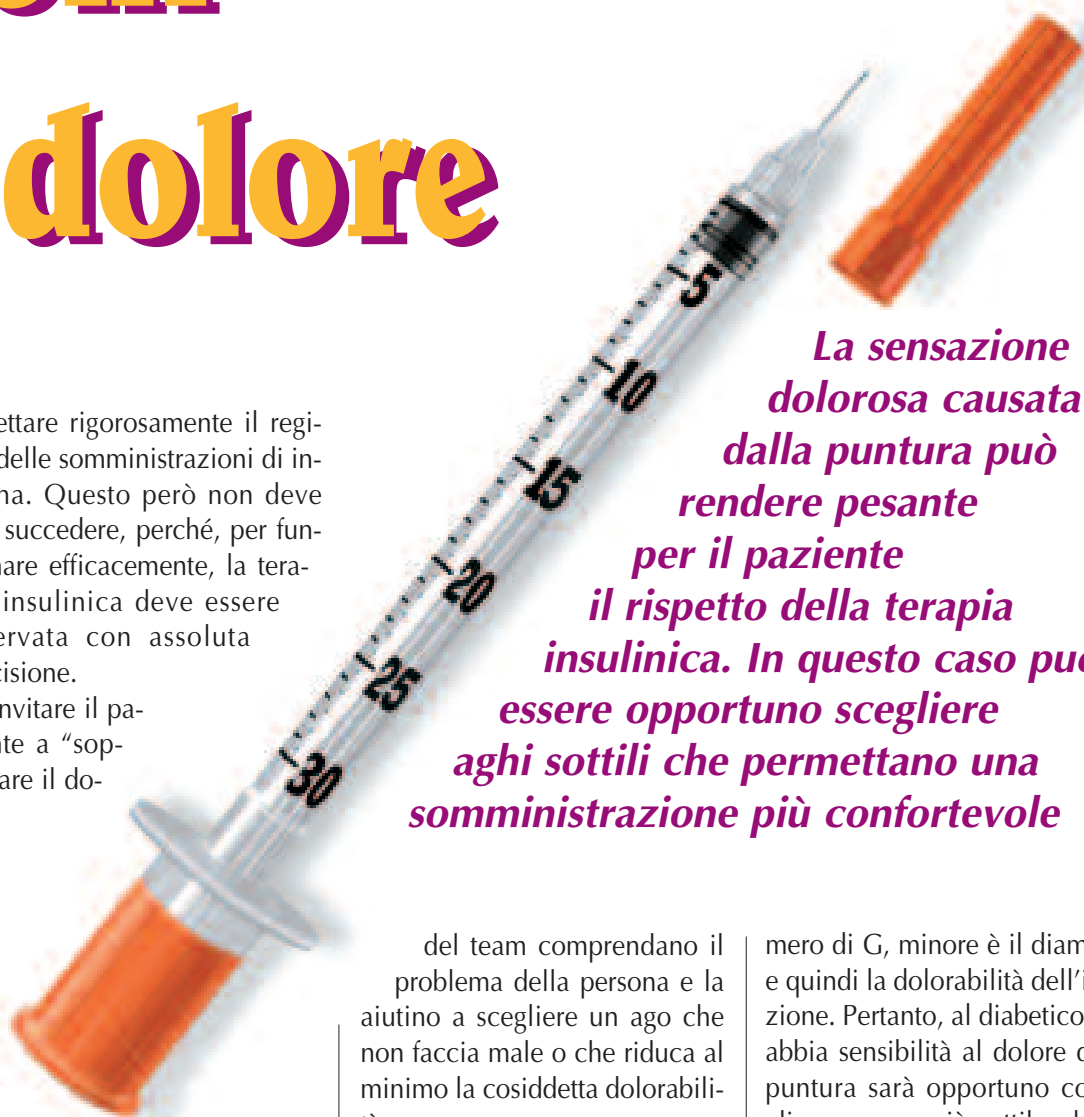 dolore
5
10
15
20
25
30
La sensazione
dolorosa causata
dalla puntura può
rendere pesante
per il paziente
il rispetto della terapia
insulinica. In questo caso può
essere opportuno scegliere
aghi sottili che permettano una
somministrazione più confortevole
ettare rigorosamente il regi-
delle somministrazioni di in-
na. Questo però non deve
succedere, perché, per fun-
nare efficacemente, la tera-
insulinica deve essere
ervata con assoluta
cisione.
nvitare il pa-
nte a “sop-
are il do-
del team comprendano il
problema della persona e la
aiutino a scegliere un ago che
non faccia male o che riduca al
minimo la cosiddetta dolorabili-
mero di G, minore è il diam
e quindi la dolorabilità dell’i
zione. Pertanto, al diabetico
abbia sensibilità al dolore d
puntura sarà opportuno co